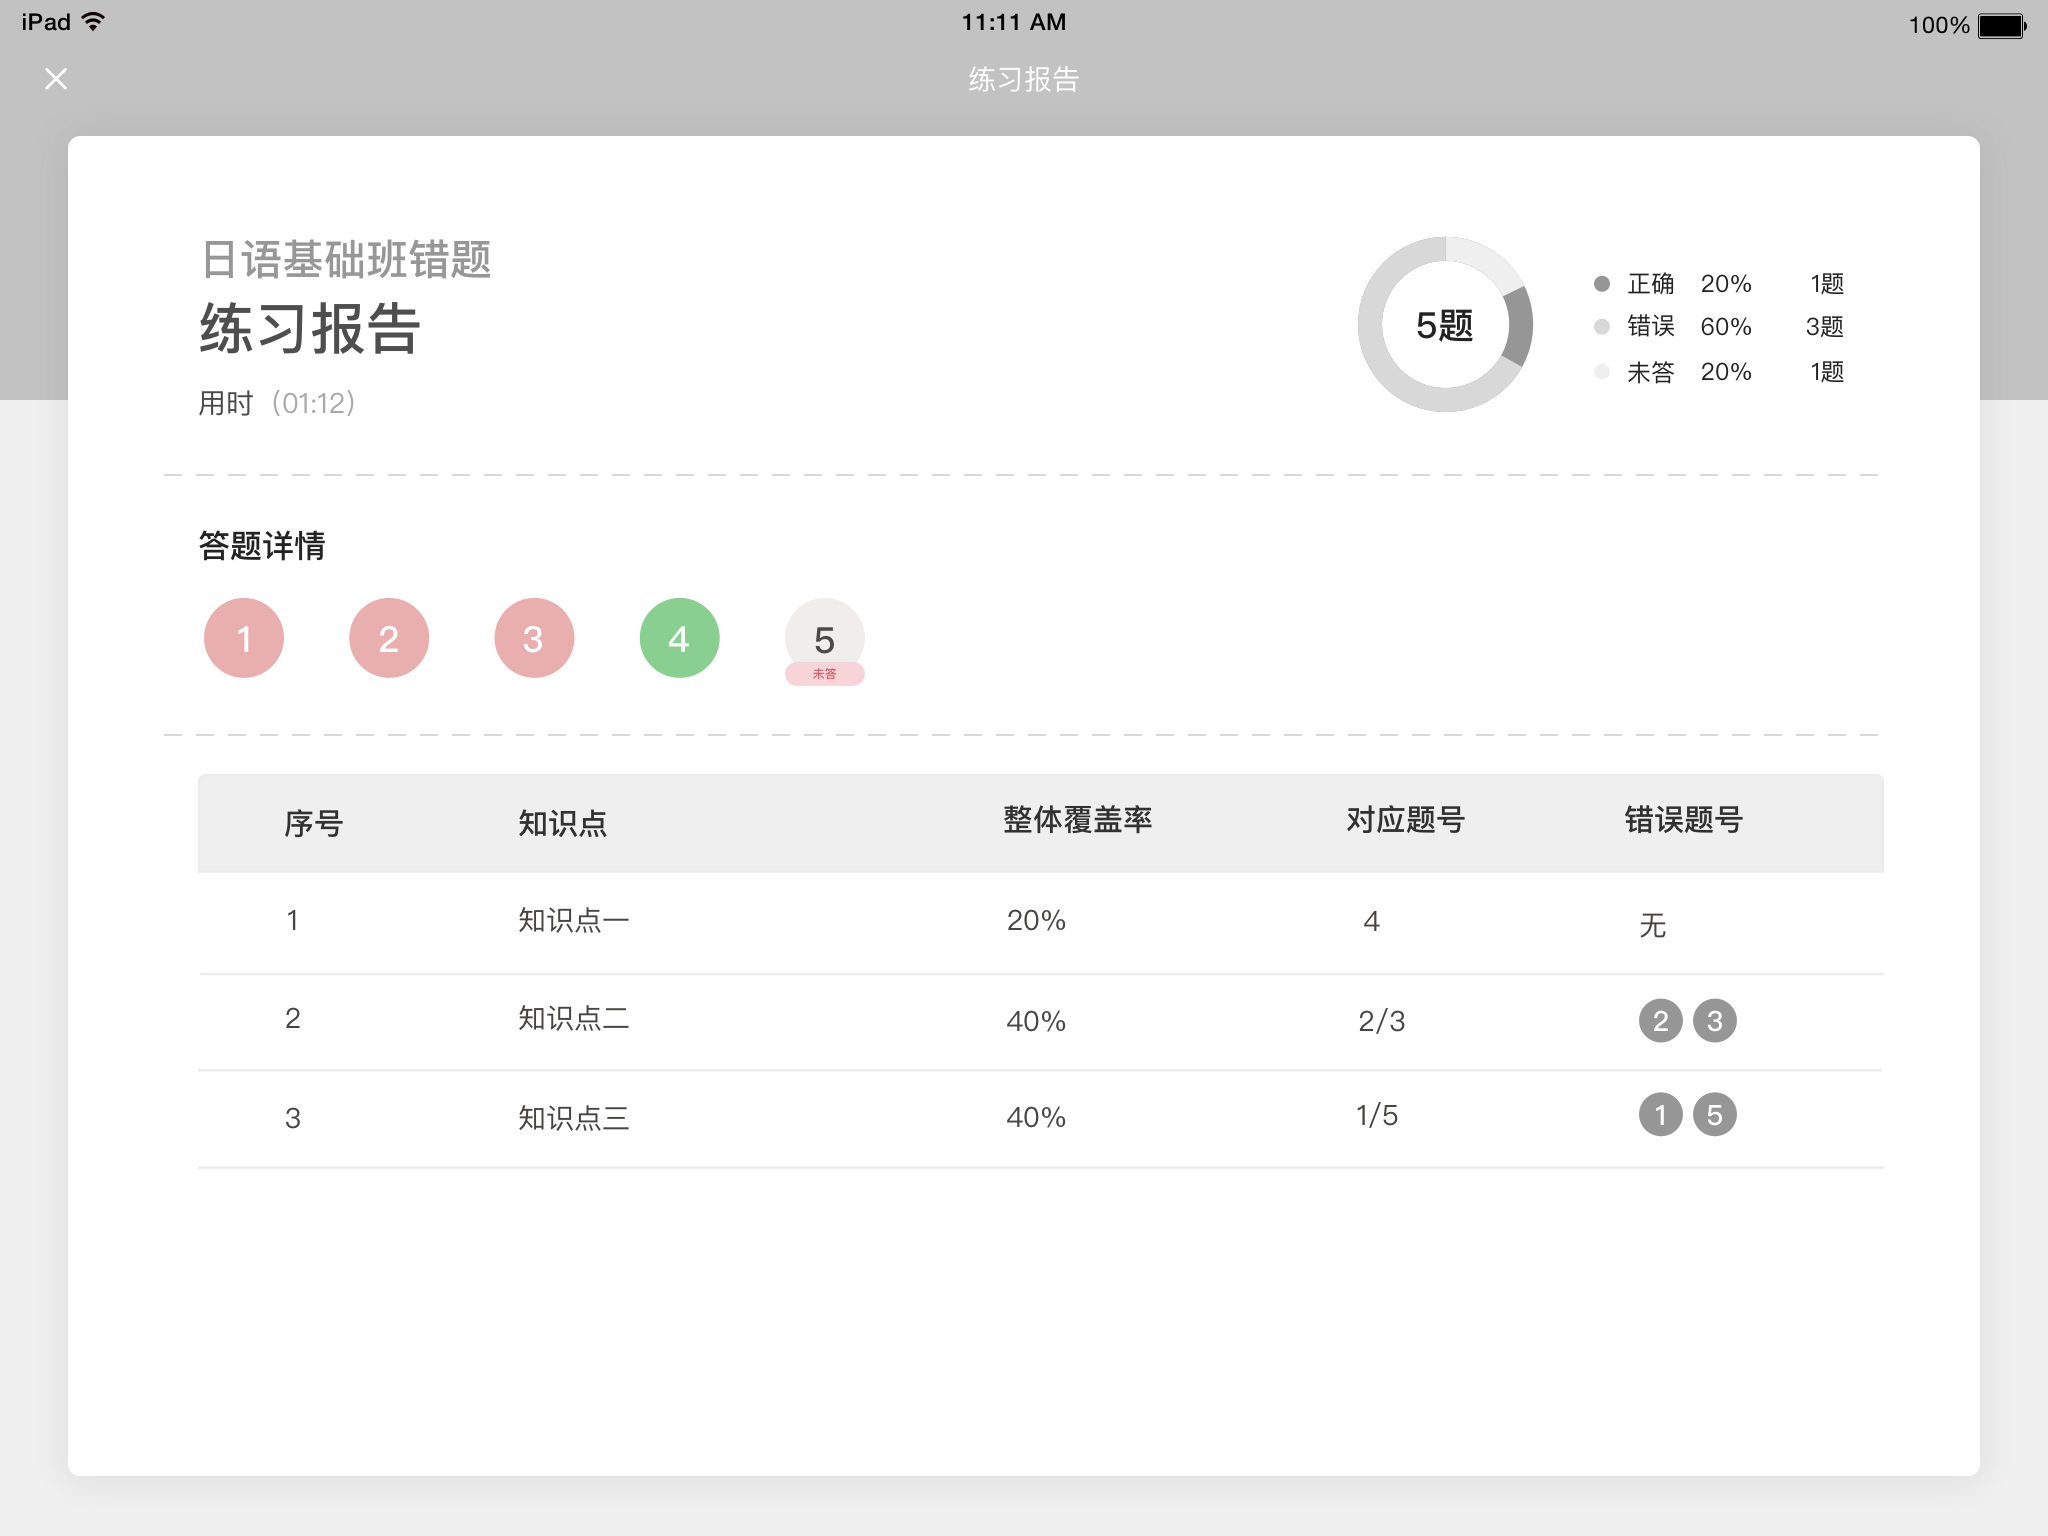 iPad 11:11 AM 100%
练习报告
日语基础班错题
练习报告
用时（01:12）
5题
正确 20% 1题
错误 60% 3题
未答 20% 1题
答题详情
1 2 3 4 5
未答
序号 知识点 整体覆盖率 对应题号 错误题号
1 知识点一 20% 4 无
2 知识点二 40% 2/3 2 3
3 知识点三 40% 1/5 1 5